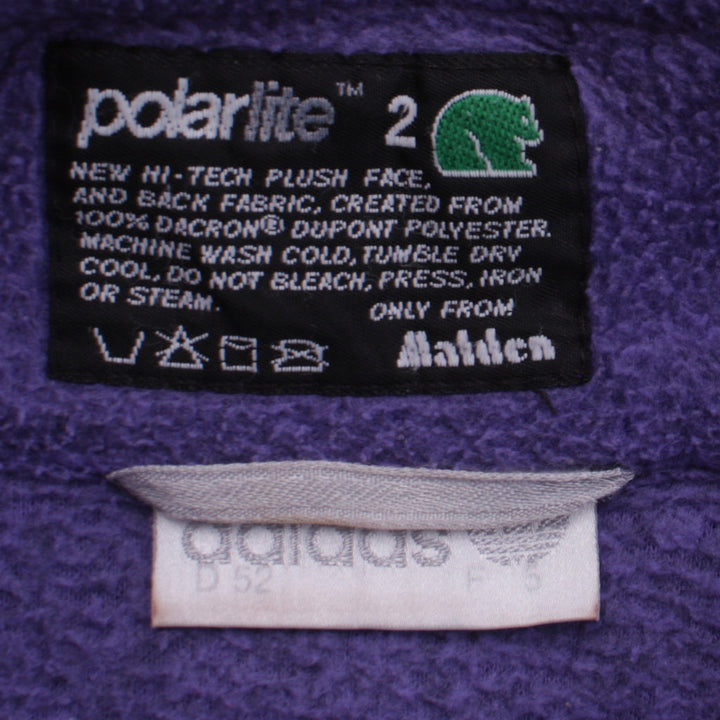 polarlite™ 2
NEW HI-TECH PLUSH FACE,
AND BACK FABRIC, CREATED FROM
100% DACRON® DUPONT POLYESTER.
MACHINE WASH COLD, TUMBLE DRY
COOL, DO NOT BLEACH, PRESS, IRON
OR STEAM.
ONLY FROM
Malden
adidas
D 52 F 5